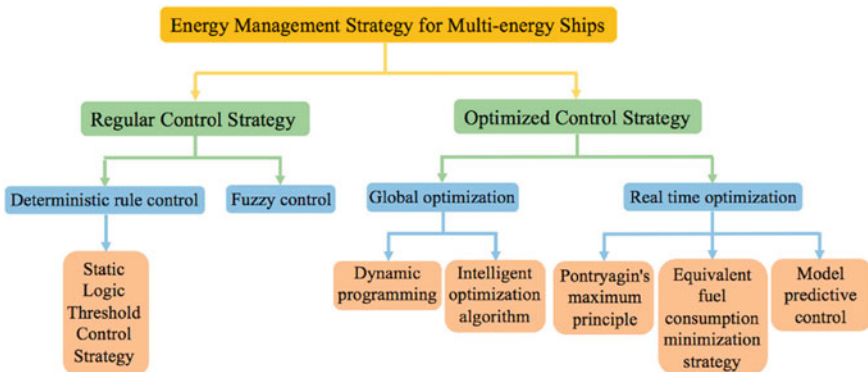 Energy Management Strategy for Multi-energy Ships
Regular Control Strategy
Optimized Control Strategy
Deterministic rule control
Fuzzy control
Global optimization
Real time optimization
Static
Logic
Threshold
Control
Strategy
Dynamic
programming
Intelligent
optimization
algorithm
Pontryagin's
maximum
principle
Equivalent
fuel
consumption
minimization
strategy
Model
predictive
control